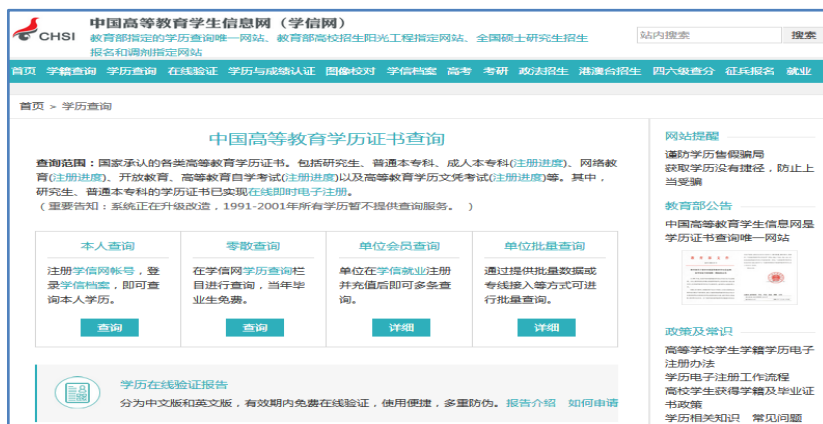 中国高等教育学生信息网（学信网）
CHSI
教育部指定的学历查询唯一网站、教育部高校招生阳光工程指定网站、全国硕士研究生招生
报名和调剂指定网站
站内搜索
搜索
首页 学籍查询 学历查询 在线验证 学历与成绩认证 图像校对 学信档案 高考 考研 政法招生 港澳台招生 四六级查分 征兵报名 就业
首页 > 学历查询
中国高等教育学历证书查询
查询范围：国家承认的各类高等教育学历证书。包括研究生、普通本专科、成人本专科(注册进度)、网络教
育(注册进度)、开放教育、高等教育自学考试(注册进度)以及高等教育学历文凭考试(注册进度)等。其中，
研究生、普通本专科的学历证书已实现在线即时电子注册。
（重要告知：系统正在升级改造，1991-2001年所有学历暂不提供查询服务。 ）
本人查询
注册学信网帐号，登
录学信档案，即可查
询本人学历。
查询
零散查询
在学信网学历查询栏
目进行查询，当年毕
业生免费。
查询
单位会员查询
单位在学信就业注册
并充值后即可多条查
询。
详细
单位批量查询
通过提供批量数据或
专线接入等方式可进
行批量查询。
详细
学历在线验证报告
分为中文版和英文版，有效期内免费在线验证，使用便捷，多重防伪。报告介绍 如何申请
网站提醒
谨防学历售假骗局
获取学历没有捷径，防止上
当受骗
教育部公告
中国高等教育学生信息网是
学历证书查询唯一网站
政策及常识
高等学校学生学籍学历电子
注册办法
学历电子注册工作流程
高校学生获得学籍及毕业证
书政策
学历相关知识 常见问题